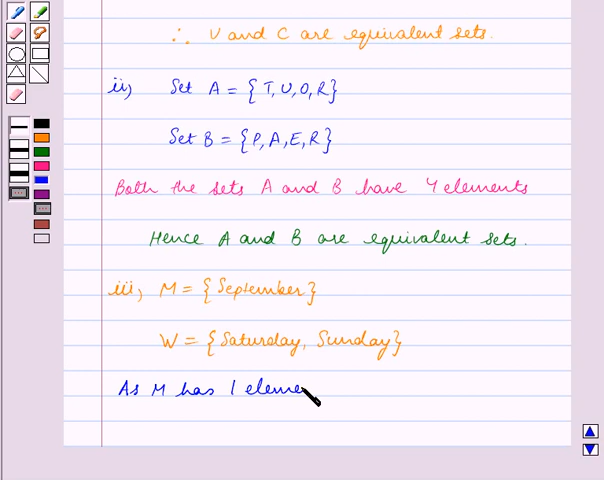 ∴ U and C are equivalent sets.
ii) Set A = {T, U, O, R}
Set B = {P, A, E, R}
Both the sets A and B have 4 elements
Hence A and B are equivalent sets.
iii) M = {September}
W = {Saturday, Sunday}
As M has 1 eleme